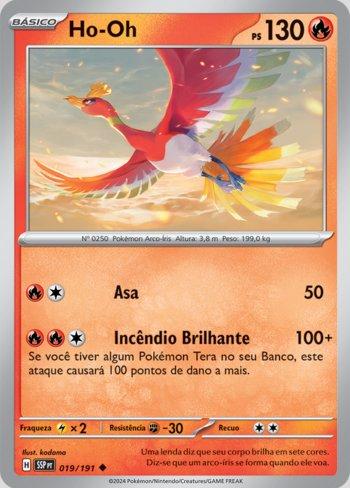 BÁSICO
Ho-Oh
PS 130
Nº 0250 Pokémon Arco-Íris Altura: 3,8 m Peso: 199,0 kg
Asa 50
Incêndio Brilhante 100+
Se você tiver algum Pokémon Tera no seu Banco, este
ataque causará 100 pontos de dano a mais.
Fraqueza x 2 Resistência -30 Recuo
Ilust. kodama
H SSP PT 019/191
Uma lenda diz que seu corpo brilha em sete cores.
Diz-se que um arco-íris se forma quando ele voa.
©2024 Pokémon/Nintendo/Creatures/GAME FREAK